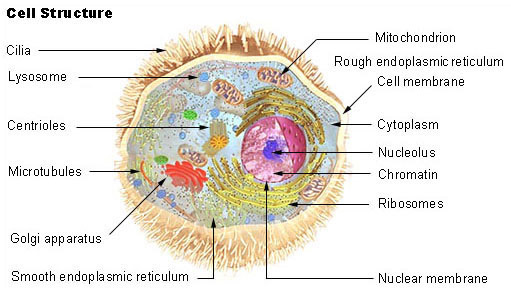 Cell Structure
Cilia
Lysosome
Centrioles
Microtubules
Golgi apparatus
Smooth endoplasmic reticulum
Mitochondrion
Rough endoplasmic reticulum
Cell membrane
Cytoplasm
Nucleolus
Chromatin
Ribosomes
Nuclear membrane